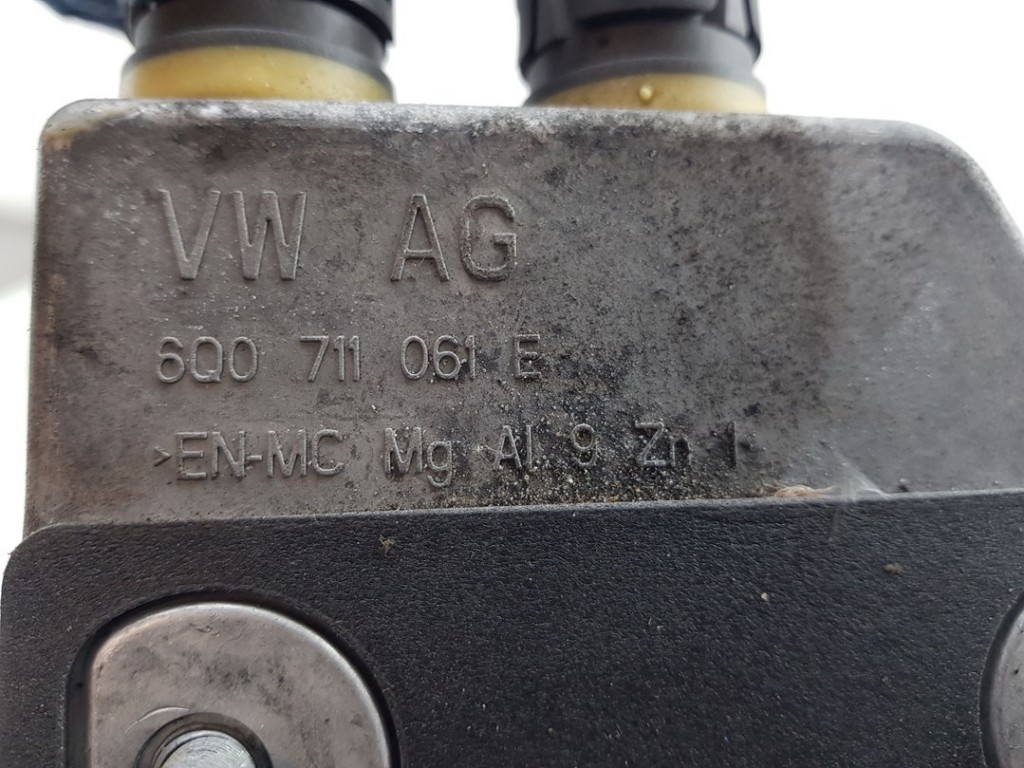 VW AG
6Q0 711 061 E
>EN-MC Mg Al 9 Zn 1